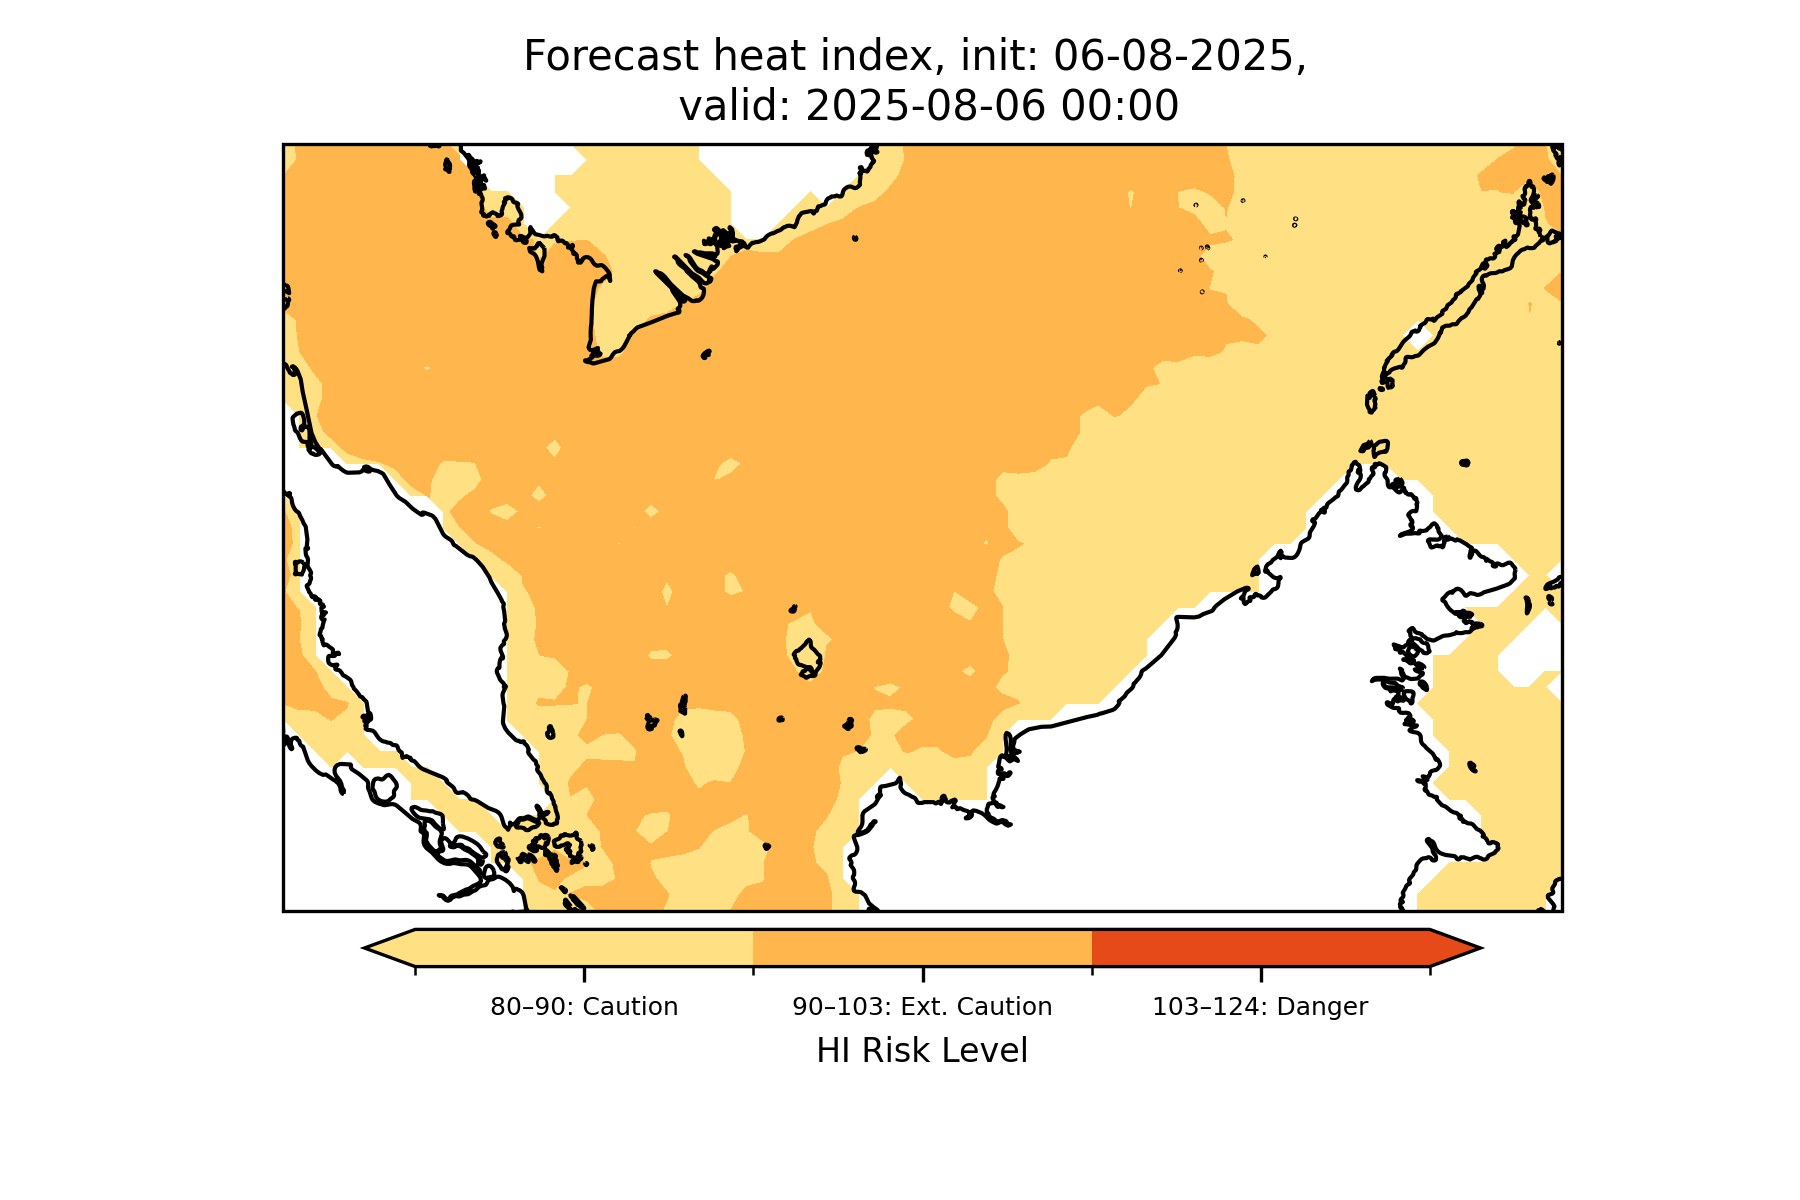 Forecast heat index, init: 06-08-2025,
valid: 2025-08-06 00:00
80–90: Caution
90–103: Ext. Caution
103–124: Danger
HI Risk Level